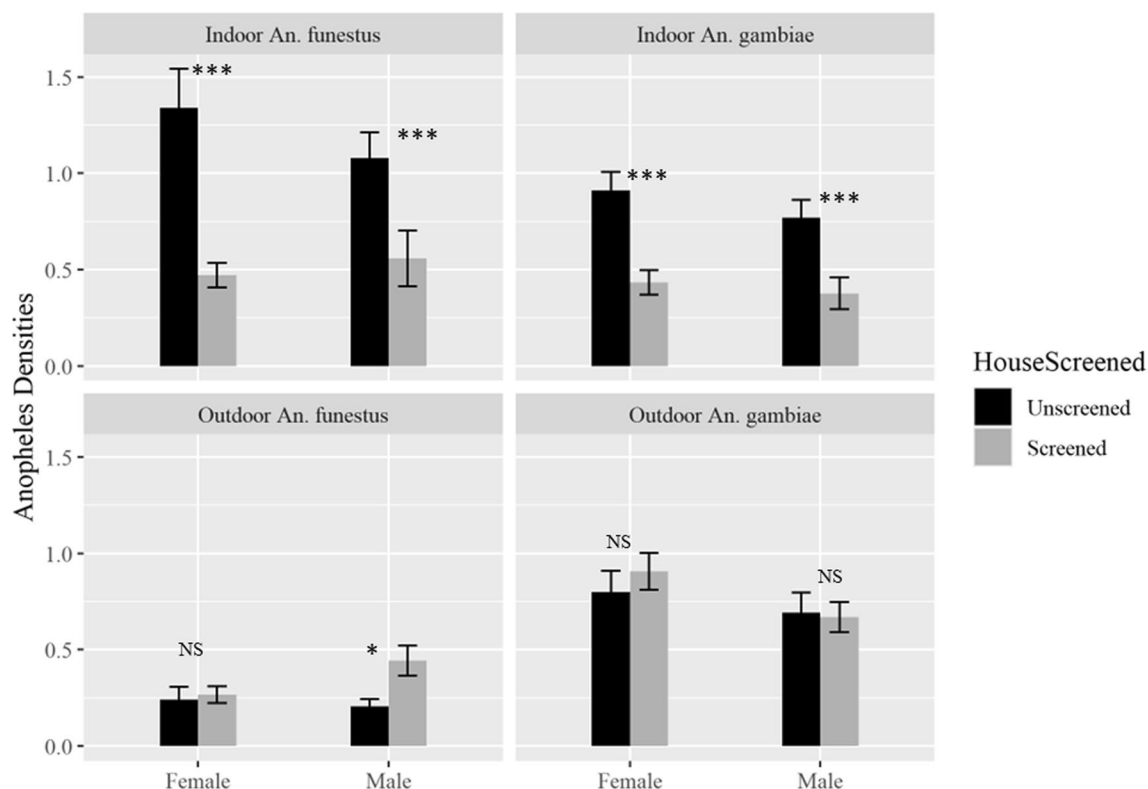 Indoor An. funestus
Indoor An. gambiae
1.5
1.0
0.5
0.0
***
***
***
***
Anopheles Densities
Outdoor An. funestus
Outdoor An. gambiae
1.5
1.0
0.5
0.0
NS
*
NS
NS
Female
Male
Female
Male
HouseScreened
Unscreened
Screened